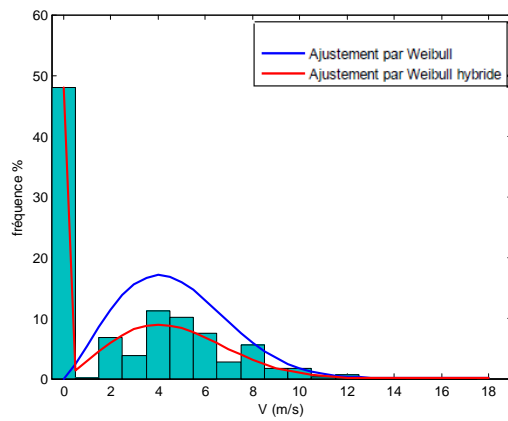 60
50
40
30
20
10
0
fréquence %
Ajustement par Weibull
Ajustement par Weibull hybride
0 2 4 6 8 10 12 14 16 18
V (m/s)